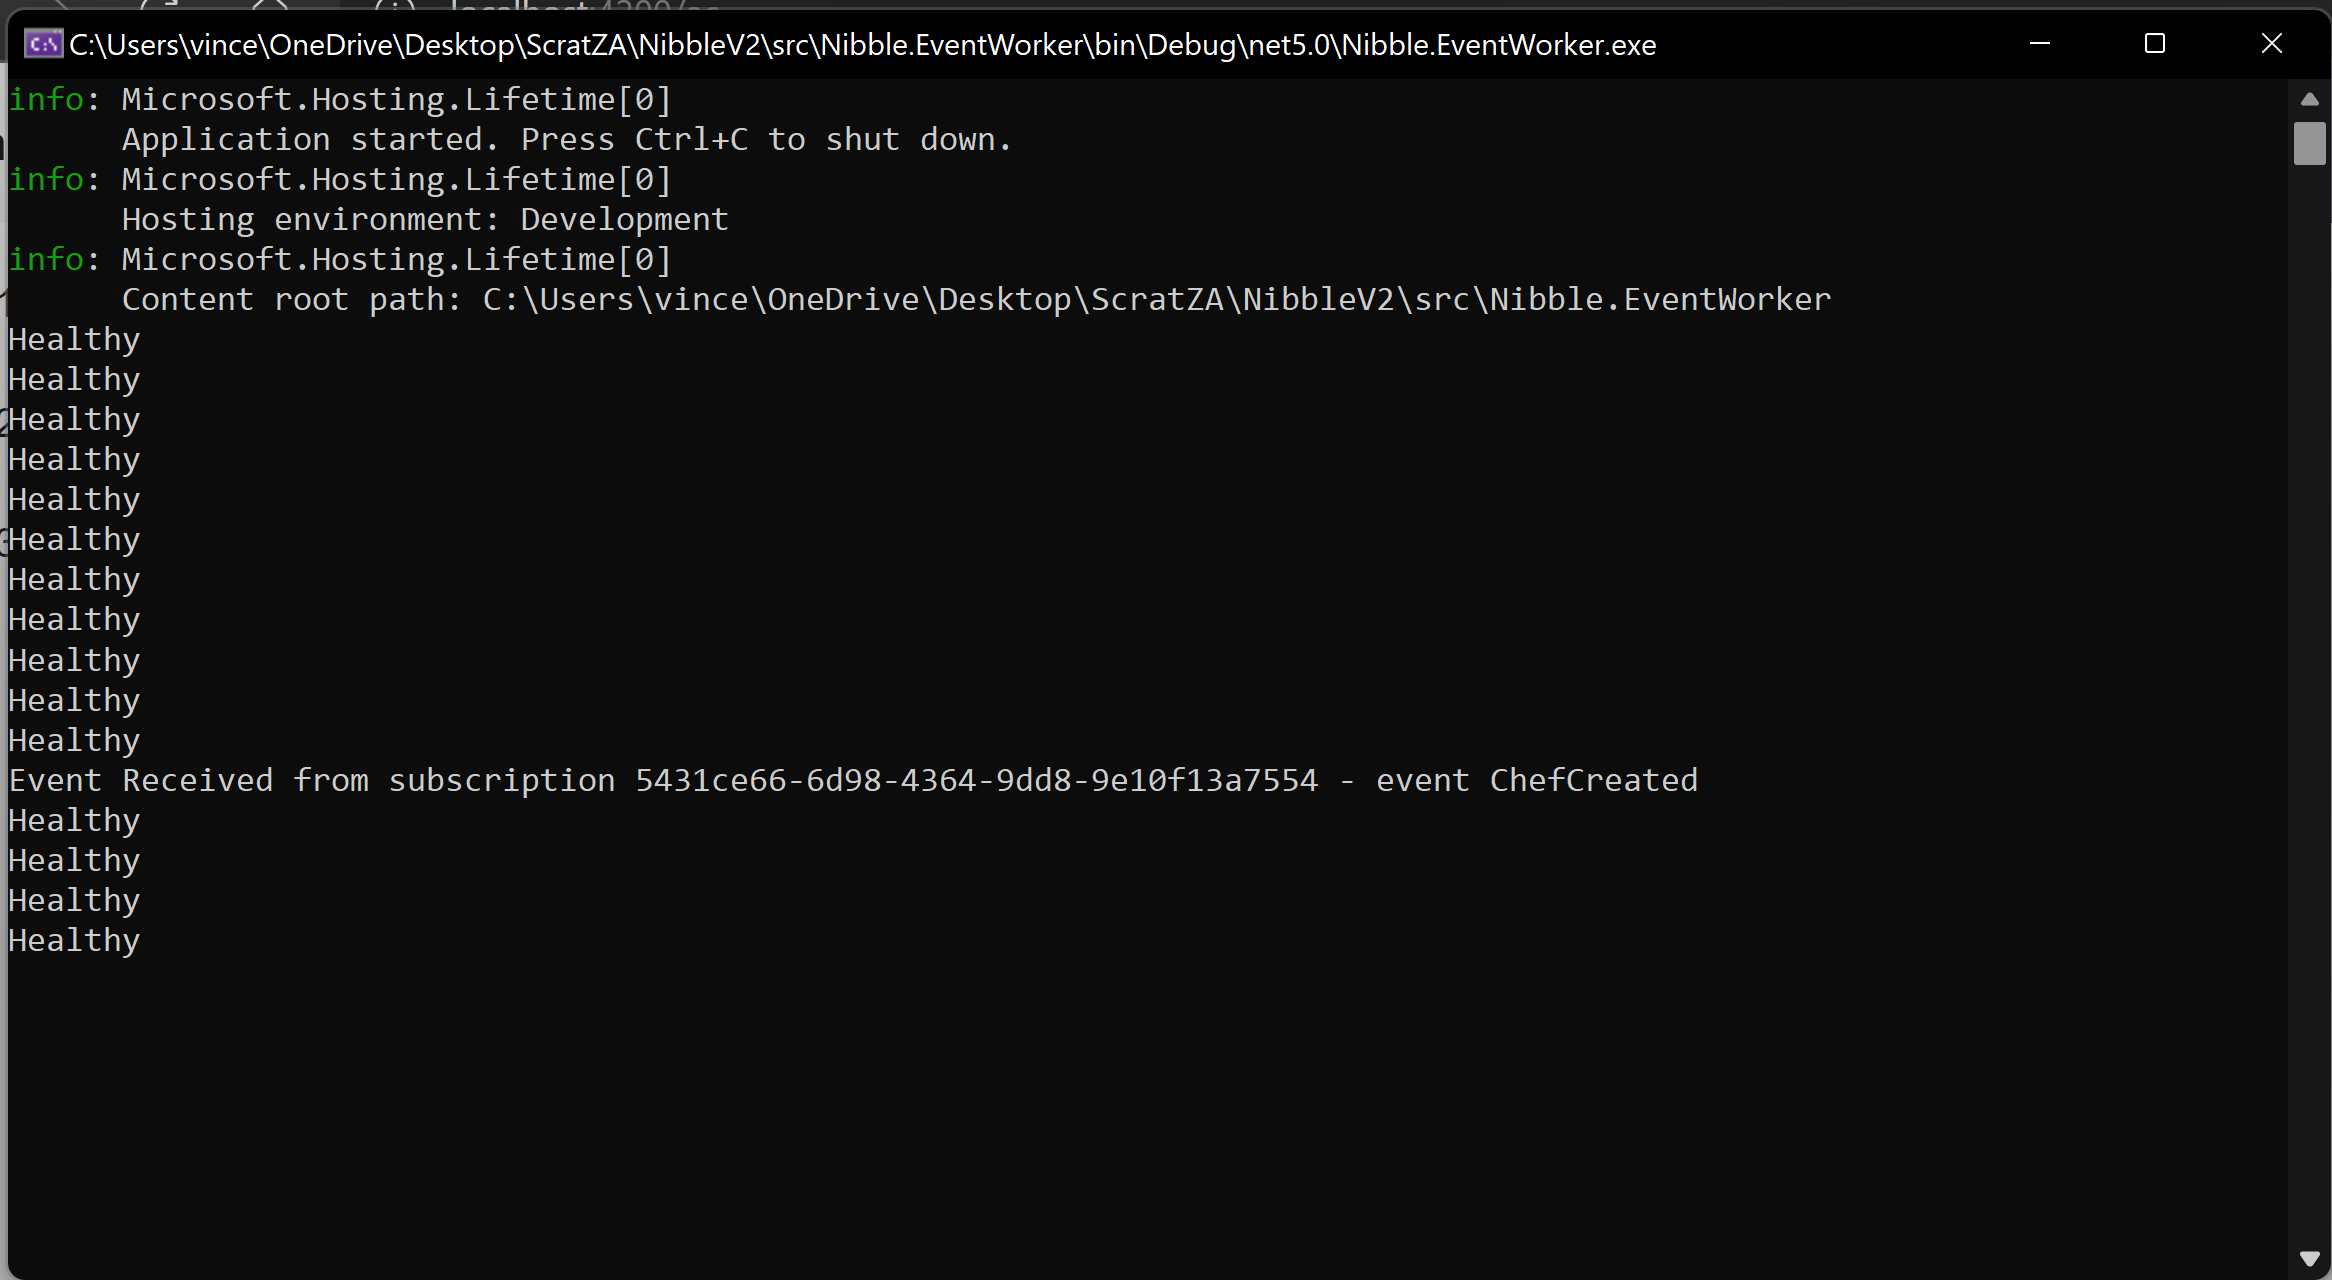 localhost:4200/ac
C:\Users\vince\OneDrive\Desktop\ScratZA\NibbleV2\src\Nibble.EventWorker\bin\Debug\net5.0\Nibble.EventWorker.exe
info: Microsoft.Hosting.Lifetime[0]
Application started. Press Ctrl+C to shut down.
info: Microsoft.Hosting.Lifetime[0]
Hosting environment: Development
info: Microsoft.Hosting.Lifetime[0]
Content root path: C:\Users\vince\OneDrive\Desktop\ScratZA\NibbleV2\src\Nibble.EventWorker
Healthy
Healthy
Healthy
Healthy
Healthy
Healthy
Healthy
Healthy
Healthy
Healthy
Healthy
Event Received from subscription 5431ce66-6d98-4364-9dd8-9e10f13a7554 - event ChefCreated
Healthy
Healthy
Healthy
Healthy